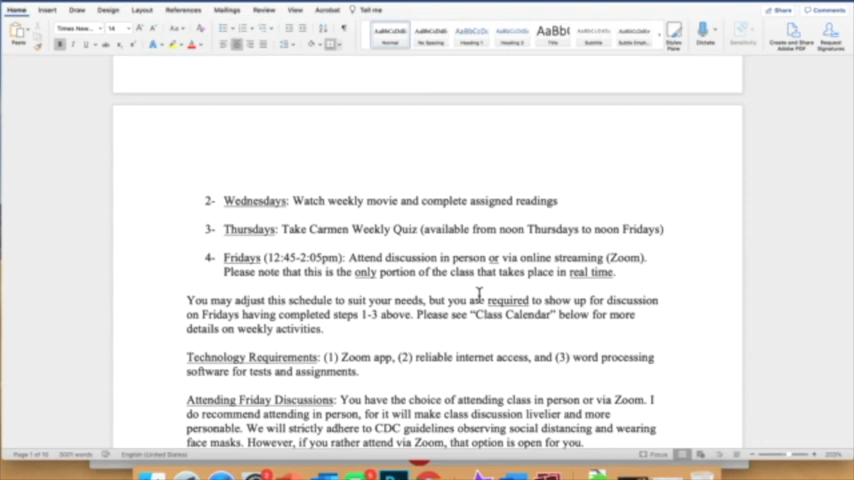 Home Insert Draw Design Layout References Mailings Review View Acrobat Tell me Share Comments
Times New... 14
Paste Normal No Spacing Heading 1 Heading 2 Title Subtitle Subtle Emph... Styles Pane Dictate Sensitivity Create and Share Adobe PDF Request Signatures
2- Wednesdays: Watch weekly movie and complete assigned readings
3- Thursdays: Take Carmen Weekly Quiz (available from noon Thursdays to noon Fridays)
4- Fridays (12:45-2:05pm): Attend discussion in person or via online streaming (Zoom).
Please note that this is the only portion of the class that takes place in real time.
You may adjust this schedule to suit your needs, but you are required to show up for discussion
on Fridays having completed steps 1-3 above. Please see “Class Calendar” below for more
details on weekly activities.
Technology Requirements: (1) Zoom app, (2) reliable internet access, and (3) word processing
software for tests and assignments.
Attending Friday Discussions: You have the choice of attending class in person or via Zoom. I
do recommend attending in person, for it will make class discussion livelier and more
personable. We will strictly adhere to CDC guidelines observing social distancing and wearing
face masks. However, if you rather attend via Zoom, that option is open for you.
Page 1 of 10 English (United States) Focus